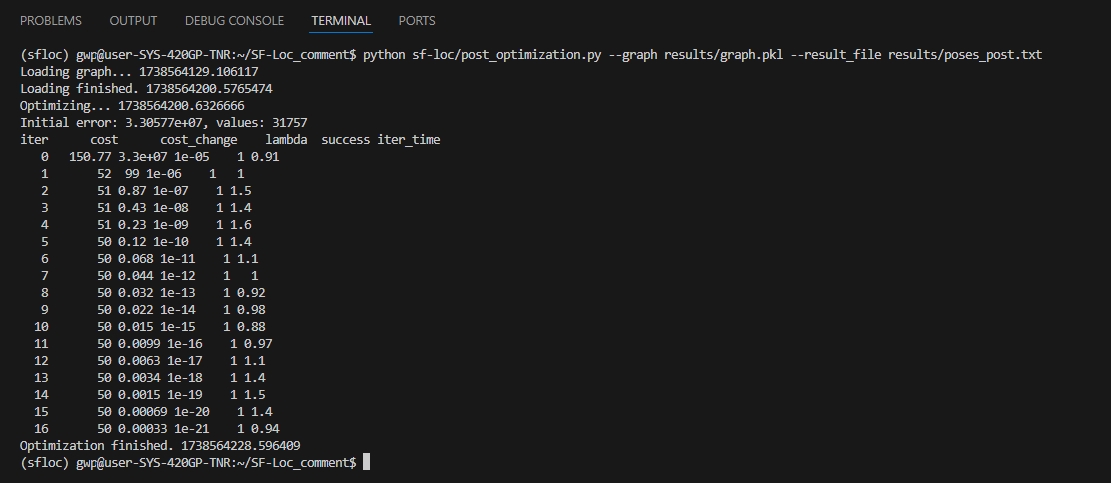 PROBLEMS OUTPUT DEBUG CONSOLE TERMINAL PORTS
(sfloc) gwp@user-SYS-420GP-TNR:~/SF-Loc_comment$ python sf-loc/post_optimization.py --graph results/graph.pkl --result_file results/poses_post.txt
Loading graph... 1738564129.106117
Loading finished. 1738564200.5765474
Optimizing... 1738564200.6326666
Initial error: 3.30577e+07, values: 31757
iter      cost      cost_change    lambda  success iter_time
   0   150.77 3.3e+07 1e-05    1 0.91
   1       52  99 1e-06    1   1
   2       51 0.87 1e-07    1 1.5
   3       51 0.43 1e-08    1 1.4
   4       51 0.23 1e-09    1 1.6
   5       50 0.12 1e-10    1 1.4
   6       50 0.068 1e-11    1 1.1
   7       50 0.044 1e-12    1   1
   8       50 0.032 1e-13    1 0.92
   9       50 0.022 1e-14    1 0.98
  10       50 0.015 1e-15    1 0.88
  11       50 0.0099 1e-16    1 0.97
  12       50 0.0063 1e-17    1 1.1
  13       50 0.0034 1e-18    1 1.4
  14       50 0.0015 1e-19    1 1.5
  15       50 0.00069 1e-20    1 1.4
  16       50 0.00033 1e-21    1 0.94
Optimization finished. 1738564228.596409
(sfloc) gwp@user-SYS-420GP-TNR:~/SF-Loc_comment$